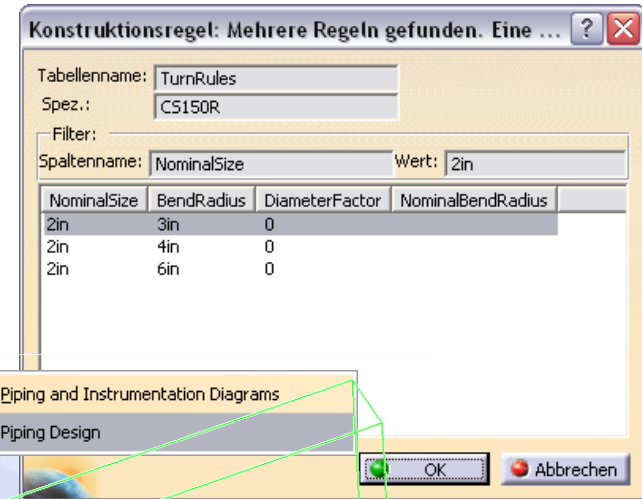 Konstruktionsregel: Mehrere Regeln gefunden. Eine ...
Tabellenname: TurnRules
Spez.: CS150R
Filter:
Spaltenname: NominalSize Wert: 2in
NominalSize BendRadius DiameterFactor NominalBendRadius
2in 3in 0
2in 4in 0
2in 6in 0
Piping and Instrumentation Diagrams
Piping Design
OK Abbrechen